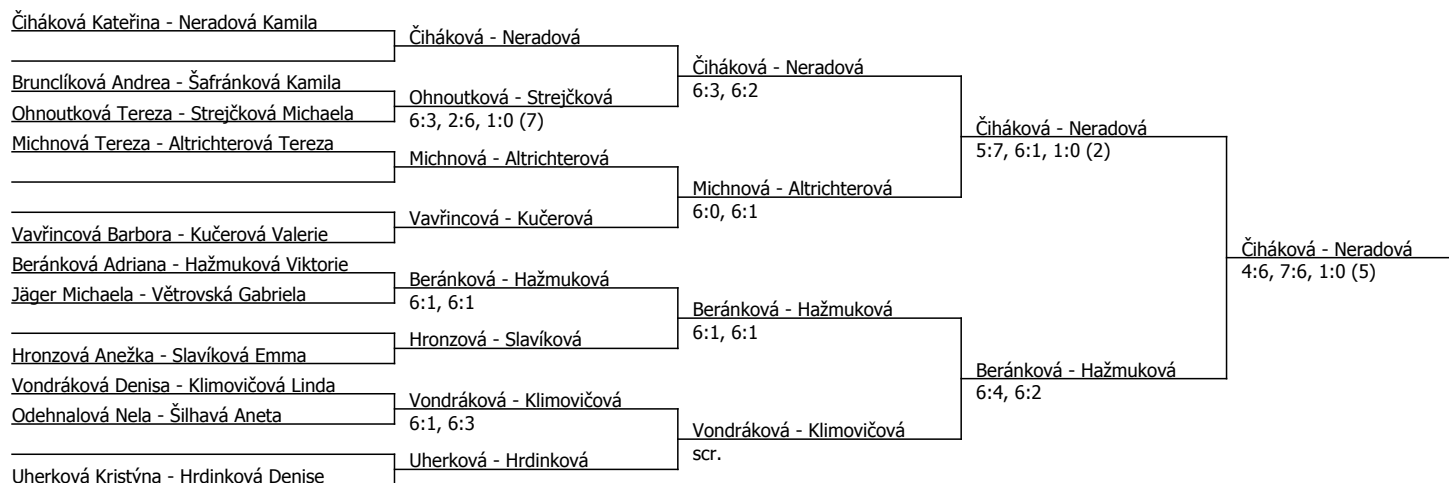 Čiháková Kateřina - Neradová Kamila
Brunclíková Andrea - Šafránková Kamila
Ohnoutková Tereza - Strejčková Michaela
Michnová Tereza - Altrichterová Tereza
Vavřincová Barbora - Kučerová Valerie
Beránková Adriana - Hažmuková Viktorie
Jäger Michaela - Větrovská Gabriela
Hronzová Anežka - Slavíková Emma
Vondráková Denisa - Klimovičová Linda
Odehnalová Nela - Šilhavá Aneta
Uherková Kristýna - Hrdinková Denise
Čiháková - Neradová
Ohnoutková - Strejčková
6:3, 2:6, 1:0 (7)
Michnová - Altrichterová
Vavřincová - Kučerová
Beránková - Hažmuková
6:1, 6:1
Hronzová - Slavíková
Vondráková - Klimovičová
6:1, 6:3
Uherková - Hrdinková
Čiháková - Neradová
6:3, 6:2
Michnová - Altrichterová
6:0, 6:1
Beránková - Hažmuková
6:1, 6:1
Vondráková - Klimovičová
scr.
Čiháková - Neradová
5:7, 6:1, 1:0 (2)
Beránková - Hažmuková
6:4, 6:2
Čiháková - Neradová
4:6, 7:6, 1:0 (5)